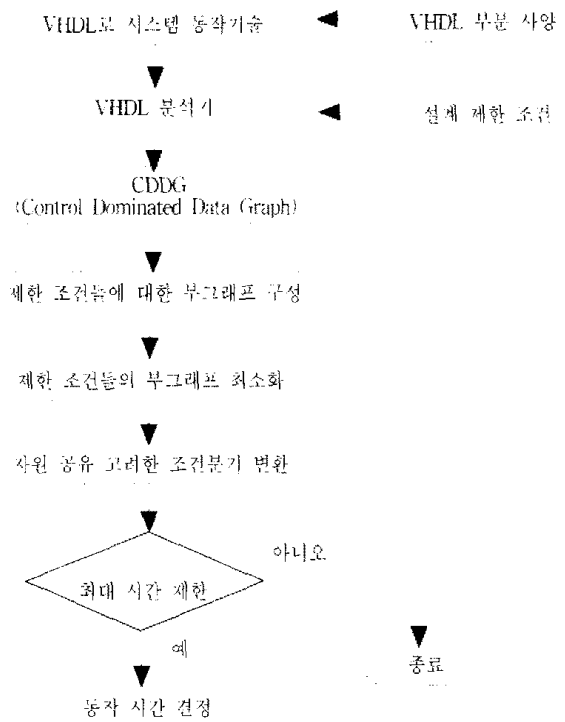 VHDL로 시스템 동작기술
VHDL 부분 사양
VHDL 분석기
설계 제한 조건
CDDG
(Control Dominated Data Graph)
제한 조건들에 대한 부그래프 구성
제한 조건들의 부그래프 최소화
자원 공유 고려한 조건분기 변환
최대 시간 제한
아니오
예
종료
동작 시간 결정